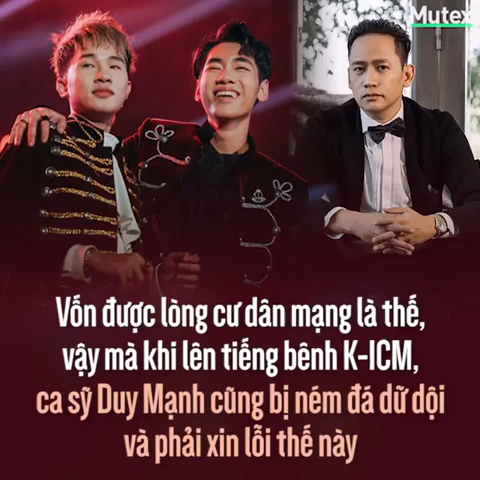 Mutex
Vốn được lòng cư dân mạng là thế,
vậy mà khi lên tiếng bênh K-ICM,
ca sỹ Duy Mạnh cũng bị ném đá dữ dội
và phải xin lỗi thế này